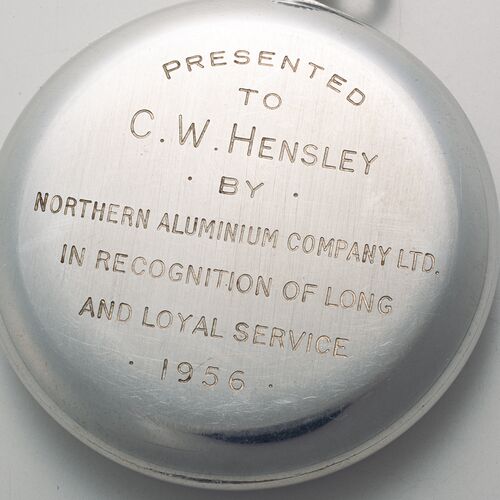 PRESENTED
TO
C.W. HENSLEY
· BY ·
NORTHERN ALUMINIUM COMPANY LTD.
IN RECOGNITION OF LONG
AND LOYAL SERVICE
· 1956 ·